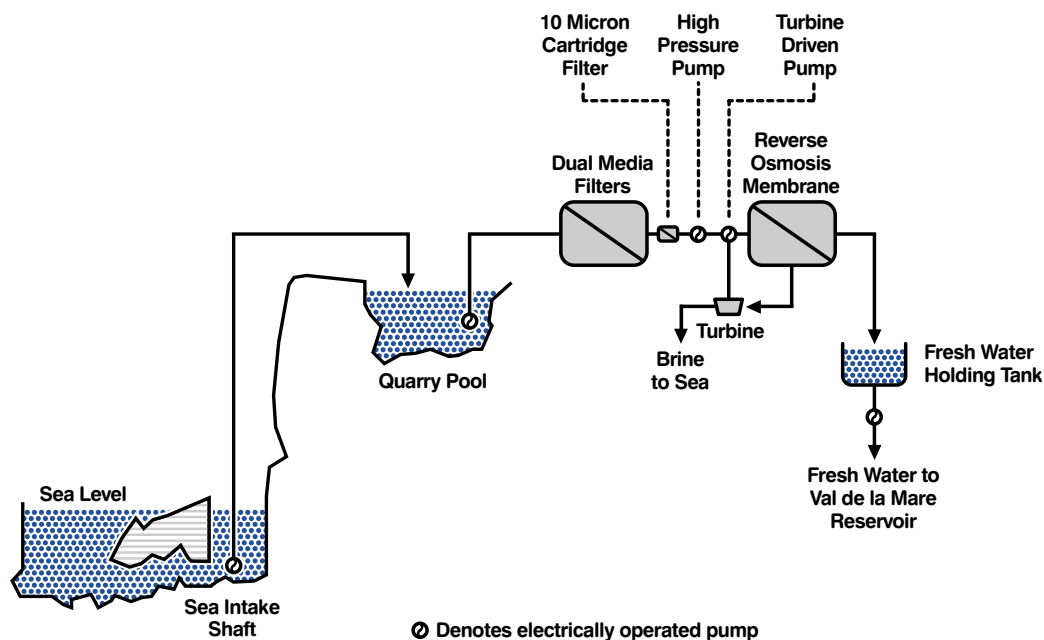 10 Micron
Cartridge
Filter
High
Pressure
Pump
Turbine
Driven
Pump
Dual Media
Filters
Reverse
Osmosis
Membrane
Turbine
Brine
to Sea
Quarry Pool
Fresh Water
Holding Tank
Fresh Water to
Val de la Mare
Reservoir
Sea Level
Sea Intake
Shaft
Denotes electrically operated pump